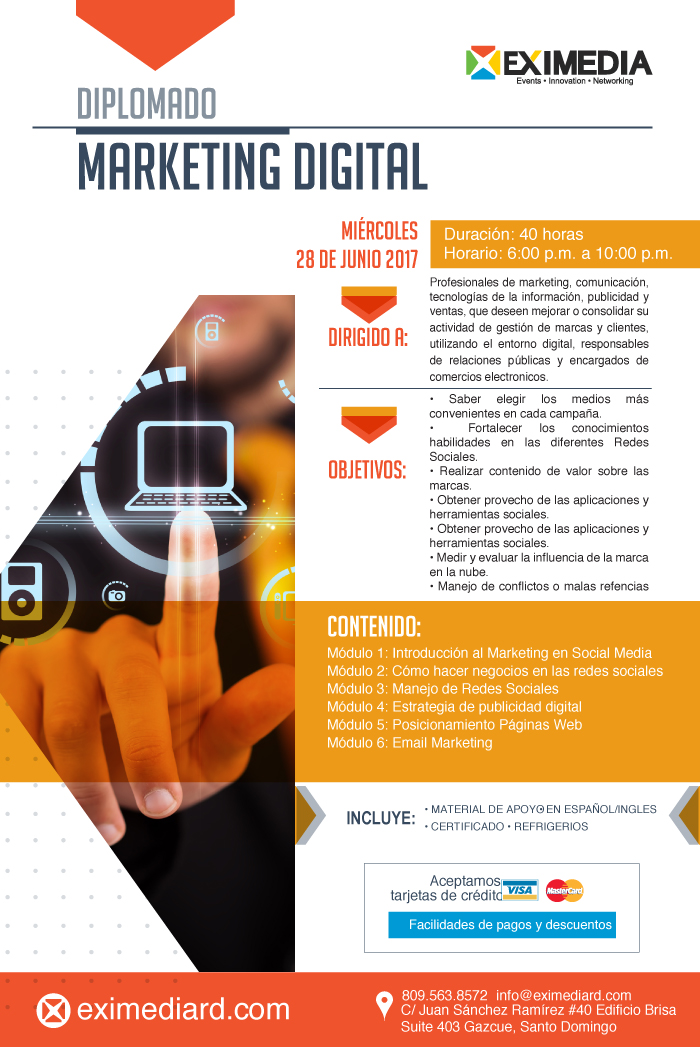 EXIMEDIA
Events • Innovation • Networking
DIPLOMADO
MARKETING DIGITAL
MIÉRCOLES
28 DE JUNIO 2017
Duración: 40 horas
Horario: 6:00 p.m. a 10:00 p.m.
DIRIGIDO A:
Profesionales de marketing, comunicación,
tecnologías de la información, publicidad y
ventas, que deseen mejorar o consolidar su
actividad de gestión de marcas y clientes,
utilizando el entorno digital, responsables
de relaciones públicas y encargados de
comercios electronicos.
OBJETIVOS:
• Saber elegir los medios más
convenientes en cada campaña.
• Fortalecer los conocimientos
habilidades en las diferentes Redes
Sociales.
• Realizar contenido de valor sobre las
marcas.
• Obtener provecho de las aplicaciones y
herramientas sociales.
• Obtener provecho de las aplicaciones y
herramientas sociales.
• Medir y evaluar la influencia de la marca
en la nube.
• Manejo de conflictos o malas refencias
CONTENIDO:
Módulo 1: Introducción al Marketing en Social Media
Módulo 2: Cómo hacer negocios en las redes sociales
Módulo 3: Manejo de Redes Sociales
Módulo 4: Estrategia de publicidad digital
Módulo 5: Posicionamiento Páginas Web
Módulo 6: Email Marketing
INCLUYE:
• MATERIAL DE APOYO• EN ESPAÑOL/INGLES
• CERTIFICADO • REFRIGERIOS
Aceptamos
tarjetas de crédito
VISA
MasterCard
Facilidades de pagos y descuentos
eximediard.com
809.563.8572 info@eximediard.com
C/ Juan Sánchez Ramírez #40 Edificio Brisa
Suite 403 Gazcue, Santo Domingo